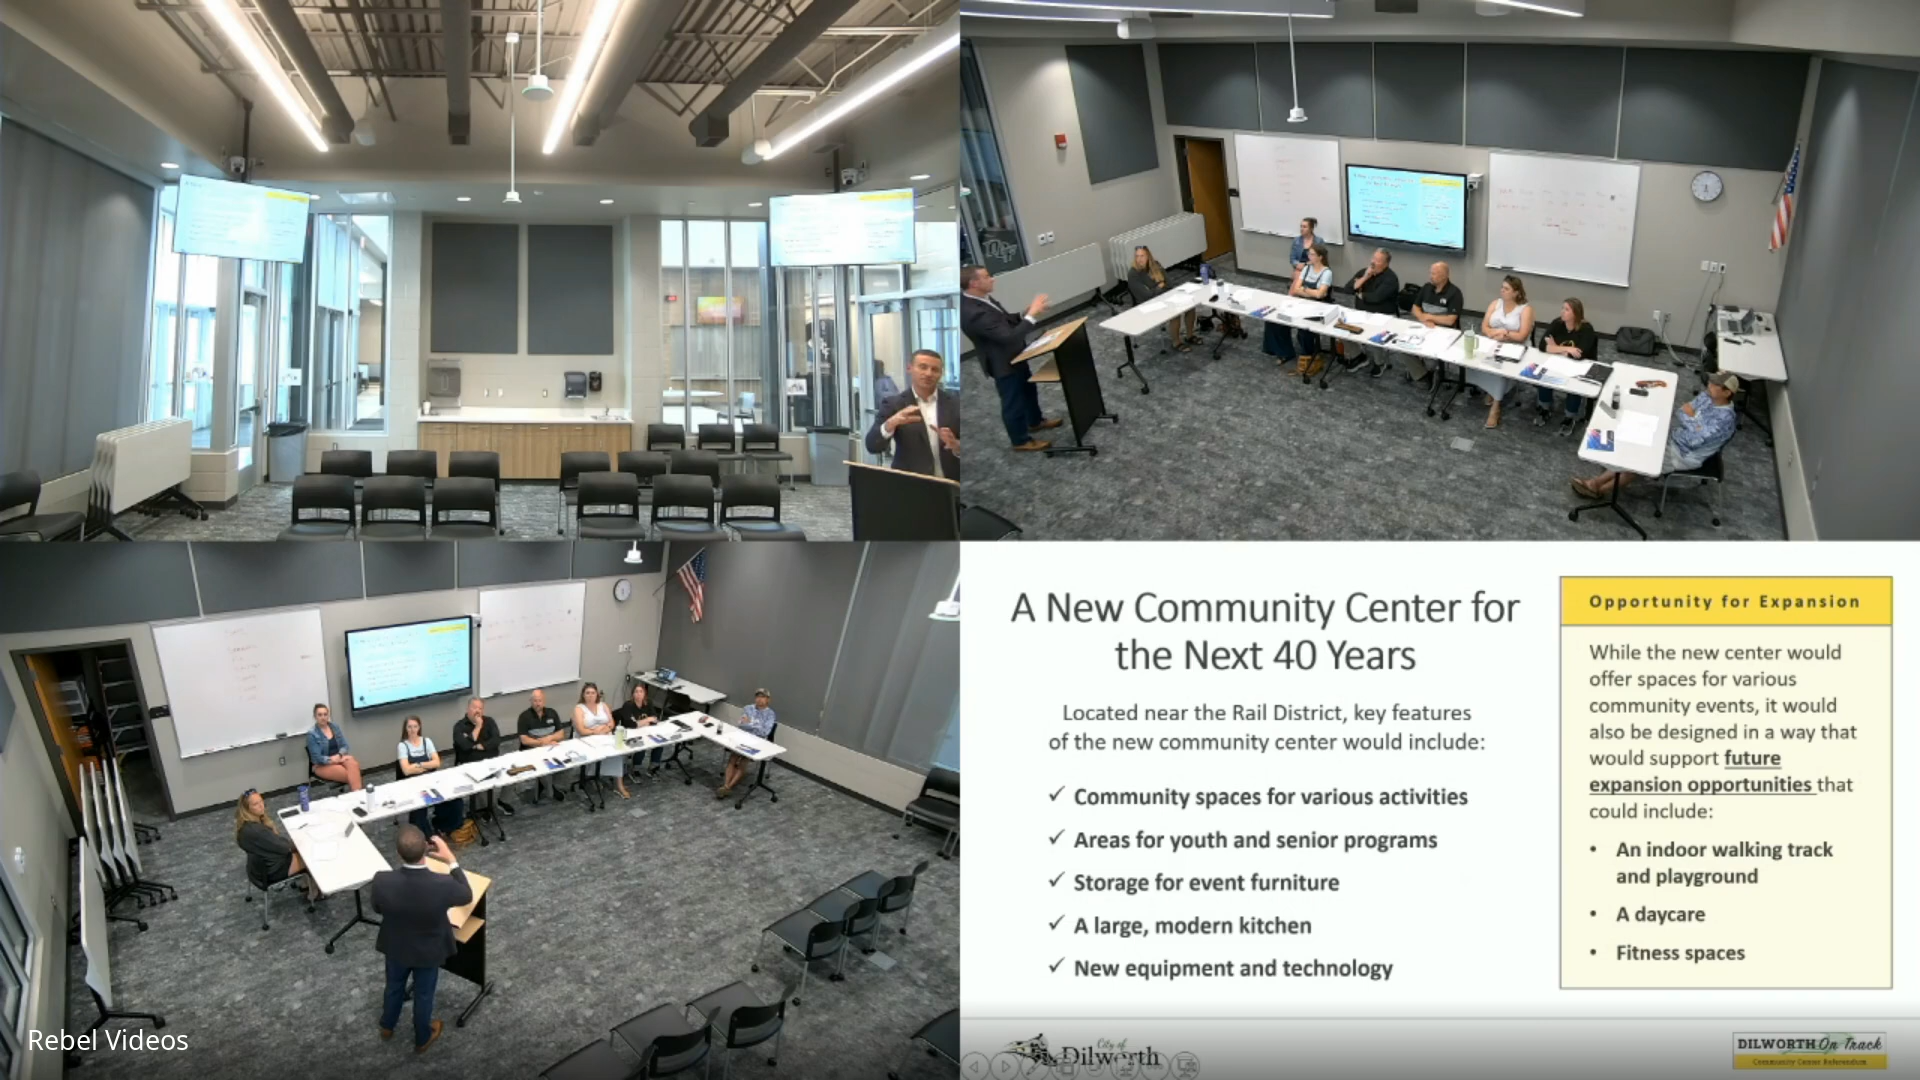 A New Community Center for
the Next 40 Years
Located near the Rail District, key features
of the new community center would include:
✓ Community spaces for various activities
✓ Areas for youth and senior programs
✓ Storage for event furniture
✓ A large, modern kitchen
✓ New equipment and technology
Opportunity for Expansion
While the new center would
offer spaces for various
community events, it would
also be designed in a way that
would support future
expansion opportunities that
could include:
• An indoor walking track
and playground
• A daycare
• Fitness spaces
City of
Dilworth
DILWORTH On Track
Community Center Referendum
Rebel Videos